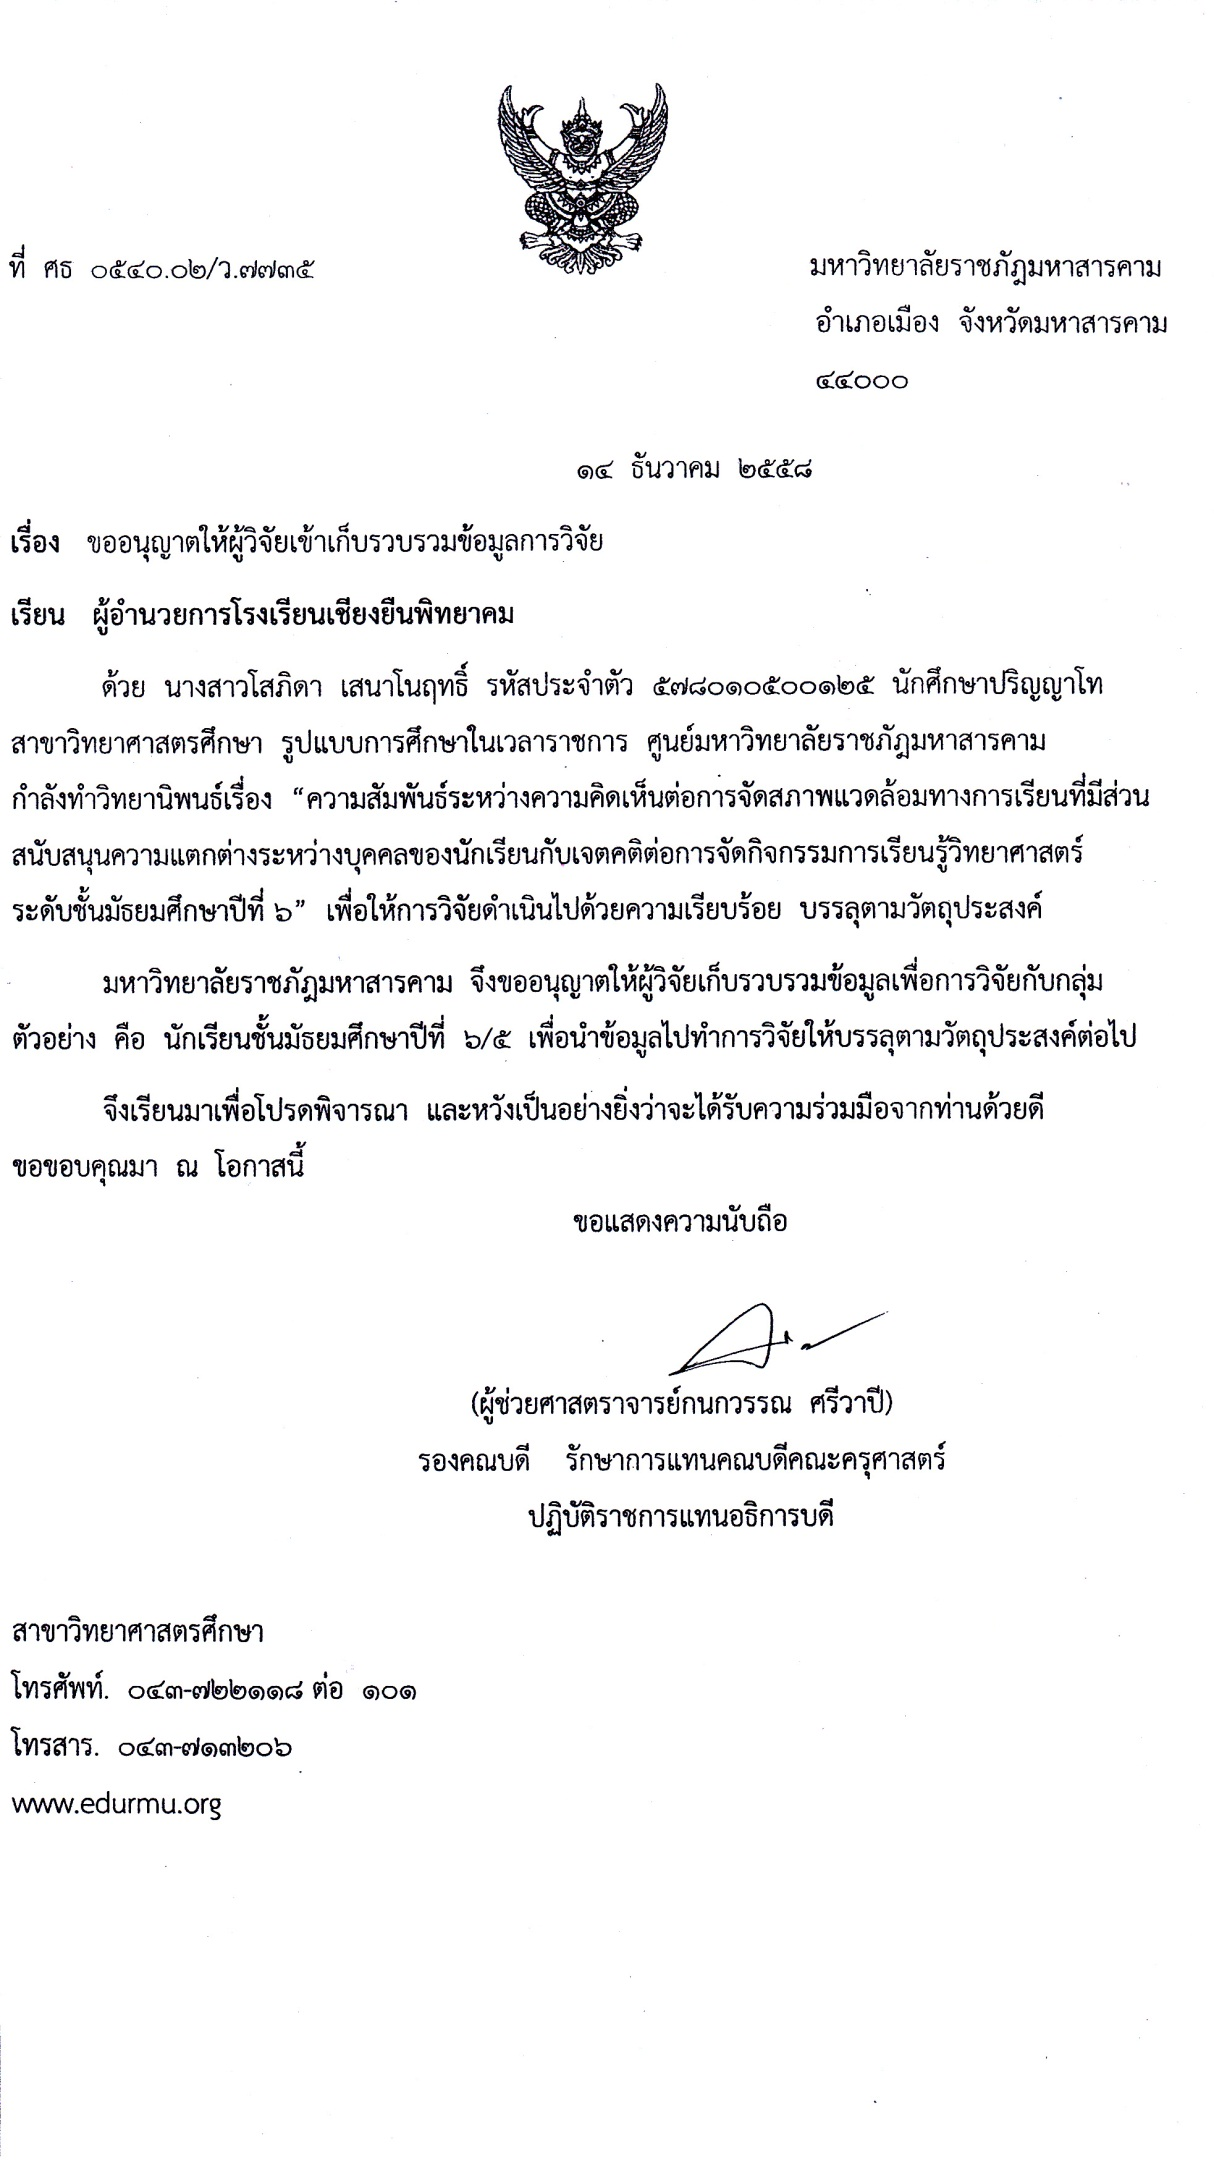 ที่ ศธ ๐๕๔๐.๐๒/ว.๗๗๓๕
มหาวิทยาลัยราชภัฏมหาสารคาม
อำเภอเมือง จังหวัดมหาสารคาม
๔๔๐๐๐
๑๔ ธันวาคม ๒๕๕๘
เรื่อง ขออนุญาตให้ผู้วิจัยเข้าเก็บรวบรวมข้อมูลการวิจัย
เรียน ผู้อำนวยการโรงเรียนเชียงยืนพิทยาคม
ด้วย นางสาวโสภิดา เสนาโนฤทธิ์ รหัสประจำตัว ๕๗๘๐๑๐๕๐๐๑๒๕ นักศึกษาปริญญาโท
สาขาวิทยาศาสตรศึกษา รูปแบบการศึกษาในเวลาราชการ ศูนย์มหาวิทยาลัยราชภัฏมหาสารคาม
กำลังทำวิทยานิพนธ์เรื่อง “ความสัมพันธ์ระหว่างความคิดเห็นต่อการจัดสภาพแวดล้อมทางการเรียนที่มีส่วน
สนับสนุนความแตกต่างระหว่างบุคคลของนักเรียนกับเจตคติต่อการจัดกิจกรรมการเรียนรู้วิทยาศาสตร์
ระดับชั้นมัธยมศึกษาปีที่ ๖” เพื่อให้การวิจัยดำเนินไปด้วยความเรียบร้อย บรรลุตามวัตถุประสงค์
มหาวิทยาลัยราชภัฏมหาสารคาม จึงขออนุญาตให้ผู้วิจัยเก็บรวบรวมข้อมูลเพื่อการวิจัยกับกลุ่ม
ตัวอย่าง คือ นักเรียนชั้นมัธยมศึกษาปีที่ ๖/๕ เพื่อนำข้อมูลไปทำการวิจัยให้บรรลุตามวัตถุประสงค์ต่อไป
จึงเรียนมาเพื่อโปรดพิจารณา และหวังเป็นอย่างยิ่งว่าจะได้รับความร่วมมือจากท่านด้วยดี
ขอขอบคุณมา ณ โอกาสนี้
ขอแสดงความนับถือ
(ผู้ช่วยศาสตราจารย์กนกวรรณ ศรีวาปี)
รองคณบดี รักษาการแทนคณบดีคณะครุศาสตร์
ปฏิบัติราชการแทนอธิการบดี
สาขาวิทยาศาสตรศึกษา
โทรศัพท์. ๐๔๓-๗๒๒๑๑๘ ต่อ ๑๐๑
โทรสาร. ๐๔๓-๗๑๓๒๐๖
www.edurmu.org